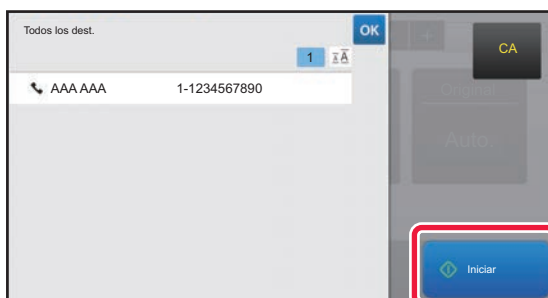 Todos los dest.
OK
CA
1
AAA AAA 1-1234567890
Original
Auto.
Iniciar